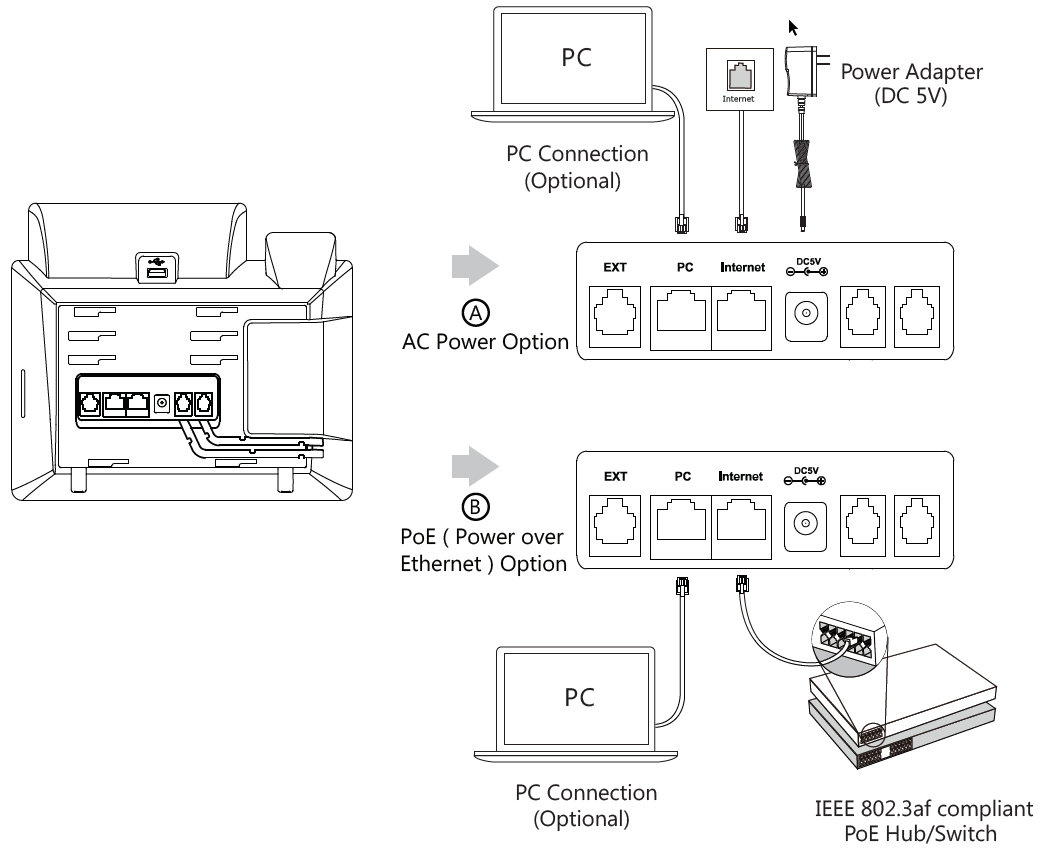 PC
Internet
Power Adapter
(DC 5V)
PC Connection
(Optional)
EXT
PC
Internet
DC5V
A
AC Power Option
EXT
PC
Internet
DC5V
B
PoE ( Power over
Ethernet ) Option
PC
PC Connection
(Optional)
IEEE 802.3af compliant
PoE Hub/Switch